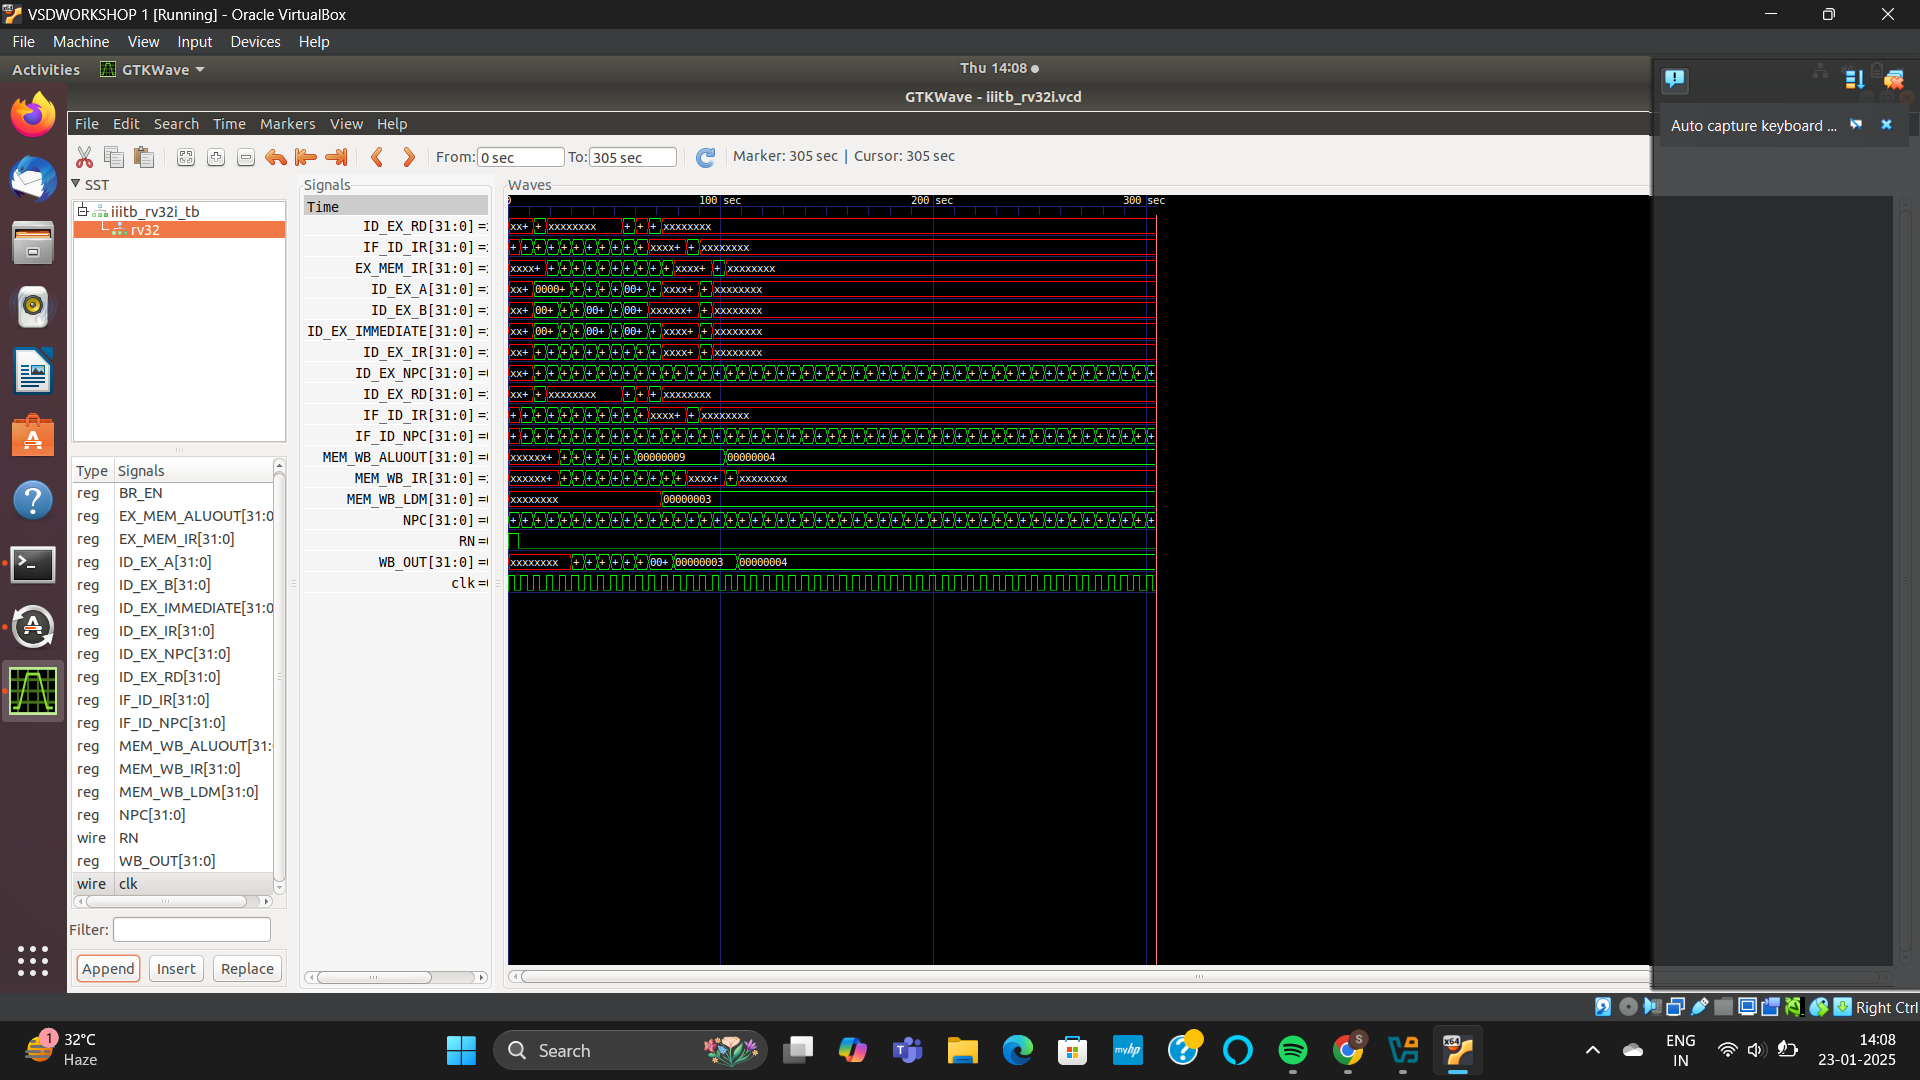 VSDWORKSHOP 1 [Running] - Oracle VirtualBox
File Machine View Input Devices Help
Activities GTKWave Thu 14:08
GTKWave - iiitb_rv32i.vcd
File Edit Search Time Markers View Help
Auto capture keyboard ...
From: 0 sec To: 305 sec Marker: 305 sec | Cursor: 305 sec
SST
iiitb_rv32i_tb
rv32
Type Signals
reg BR_EN
reg EX_MEM_ALUOUT[31:0
reg EX_MEM_IR[31:0]
reg ID_EX_A[31:0]
reg ID_EX_B[31:0]
reg ID_EX_IMMEDIATE[31:0
reg ID_EX_IR[31:0]
reg ID_EX_NPC[31:0]
reg ID_EX_RD[31:0]
reg IF_ID_IR[31:0]
reg IF_ID_NPC[31:0]
reg MEM_WB_ALUOUT[31:
reg MEM_WB_IR[31:0]
reg MEM_WB_LDM[31:0]
reg NPC[31:0]
wire RN
reg WB_OUT[31:0]
wire clk
Filter:
Append Insert Replace
Signals
Time
ID_EX_RD[31:0] =
IF_ID_IR[31:0] =
EX_MEM_IR[31:0] =
ID_EX_A[31:0] =
ID_EX_B[31:0] =
ID_EX_IMMEDIATE[31:0] =
ID_EX_IR[31:0] =
ID_EX_NPC[31:0] =
ID_EX_RD[31:0] =
IF_ID_IR[31:0] =
IF_ID_NPC[31:0] =
MEM_WB_ALUOUT[31:0] =
MEM_WB_IR[31:0] =
MEM_WB_LDM[31:0] =
NPC[31:0] =
RN =
WB_OUT[31:0] =
clk =
Waves
0 100 sec 200 sec 300 sec
xx+ + xxxxxxxx + + + xxxxxxxx
+ + + + + + + + + + + xxxx+ + xxxxxxxx
xxxx+ + + + + + + + + + + xxxx+ + xxxxxxxx
xx+ 0000+ + + + + 00+ + xxxx+ + xxxxxxxx
xx+ 00+ + + 00+ + 00+ xxxxxx+ + xxxxxxxx
xx+ 00+ + + 00+ + 00+ + xxxx+ + xxxxxxxx
xx+ + + + + + + + + + + xxxx+ + xxxxxxxx
xx+
xx+ + xxxxxxxx + + + xxxxxxxx
+ + + + + + + + + + + xxxx+ + xxxxxxxx
xxxxxx+ + + + + + + 00000009 00000004
xxxxxx+ + + + + + + + + + + xxxx+ + xxxxxxxx
xxxxxxxx 00000003
xxxxxxxx + + + + + + 00+ 00000003 00000004
Right Ctrl
1 32°C
Haze
Search
myhp
S
x64
ENG
IN
14:08
23-01-2025